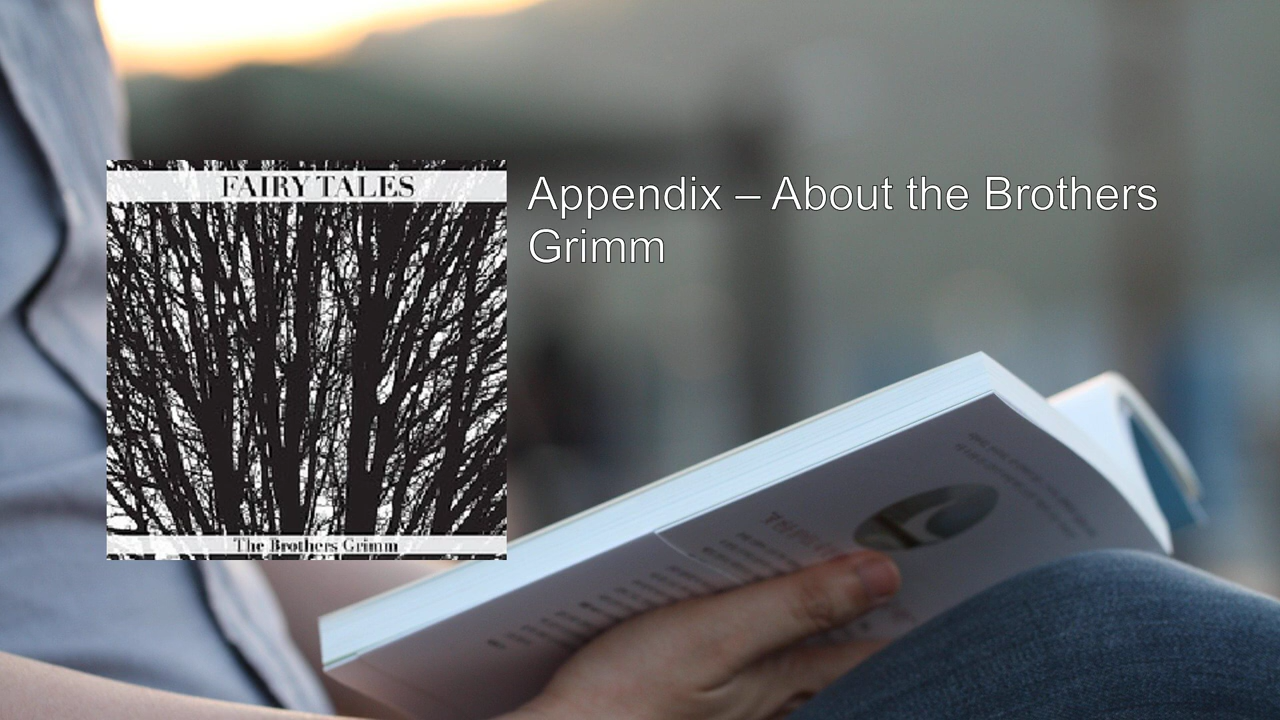 FAIRY TALES
Appendix – About the Brothers
Grimm
The Brothers Grimm